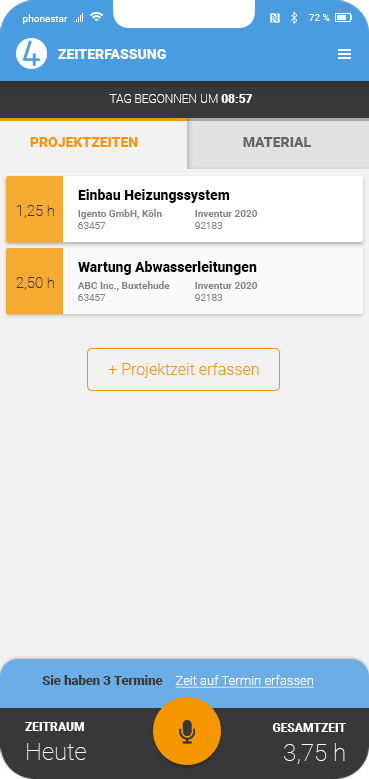 phonestar 72 %
4 ZEITERFASSUNG
TAG BEGONNEN UM 08:57
PROJEKTZEITEN MATERIAL
1,25 h
Einbau Heizungssystem
Igento GmbH, Köln Inventur 2020
63457 92183
2,50 h
Wartung Abwasserleitungen
ABC Inc., Buxtehude Inventur 2020
63457 92183
+ Projektzeit erfassen
Sie haben 3 Termine Zeit auf Termin erfassen
ZEITRAUM GESAMTZEIT
Heute 3,75 h